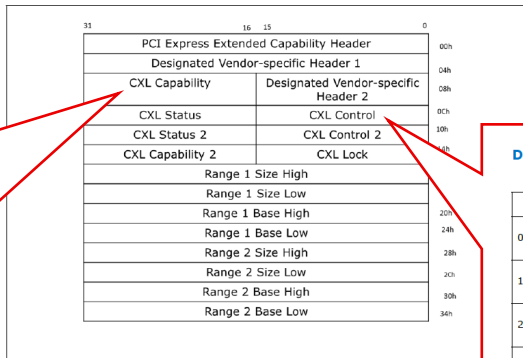 31 16 15 0
PCI Express Extended Capability Header 00h
Designated Vendor-specific Header 1 04h
CXL Capability Designated Vendor-specific Header 2 08h
CXL Status CXL Control 0Ch
CXL Status 2 CXL Control 2 10h
CXL Capability 2 CXL Lock
Range 1 Size High
Range 1 Size Low
Range 1 Base High 20h
Range 1 Base Low 24h
Range 2 Size High 28h
Range 2 Size Low 2Ch
Range 2 Base High 30h
Range 2 Base Low 34h
D
0
1
2